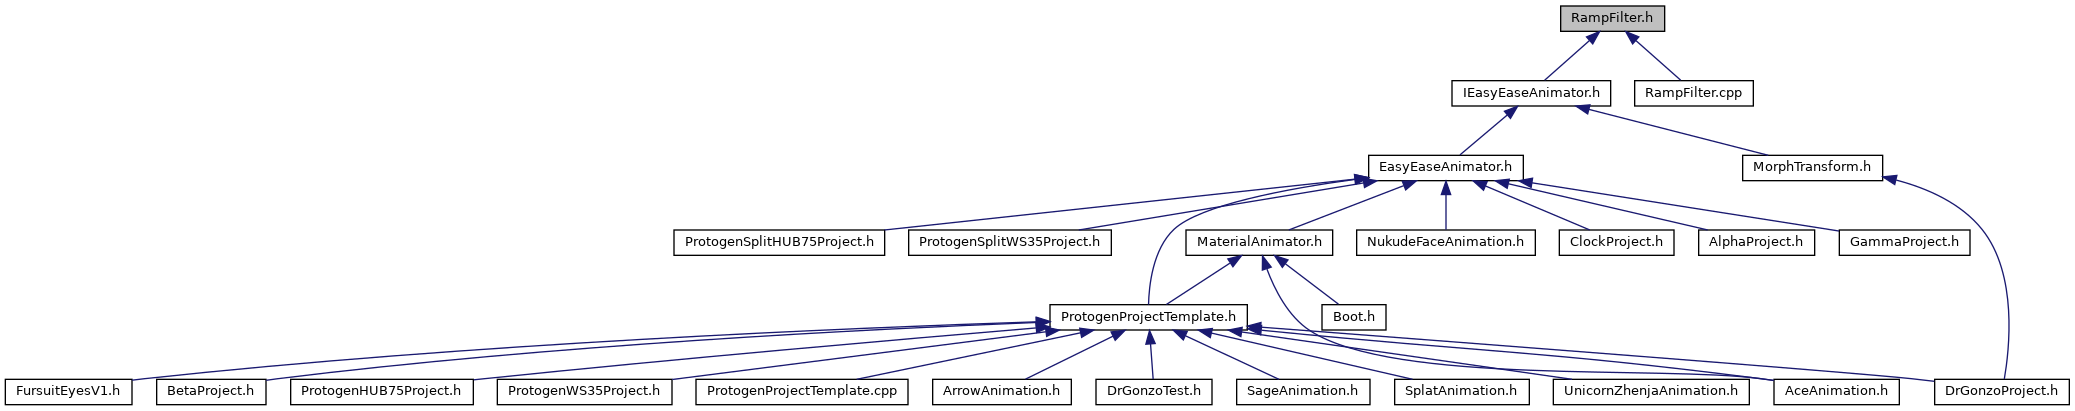 RampFilter.h
IEasyEaseAnimator.h
RampFilter.cpp
EasyEaseAnimator.h
MorphTransform.h
ProtogenSplitHUB75Project.h
ProtogenSplitWS35Project.h
MaterialAnimator.h
NukudeFaceAnimation.h
ClockProject.h
AlphaProject.h
GammaProject.h
ProtogenProjectTemplate.h
Boot.h
FursuitEyesV1.h
BetaProject.h
ProtogenHUB75Project.h
ProtogenWS35Project.h
ProtogenProjectTemplate.cpp
ArrowAnimation.h
DrGonzoTest.h
SageAnimation.h
SplatAnimation.h
UnicornZhenjaAnimation.h
AceAnimation.h
DrGonzoProject.h